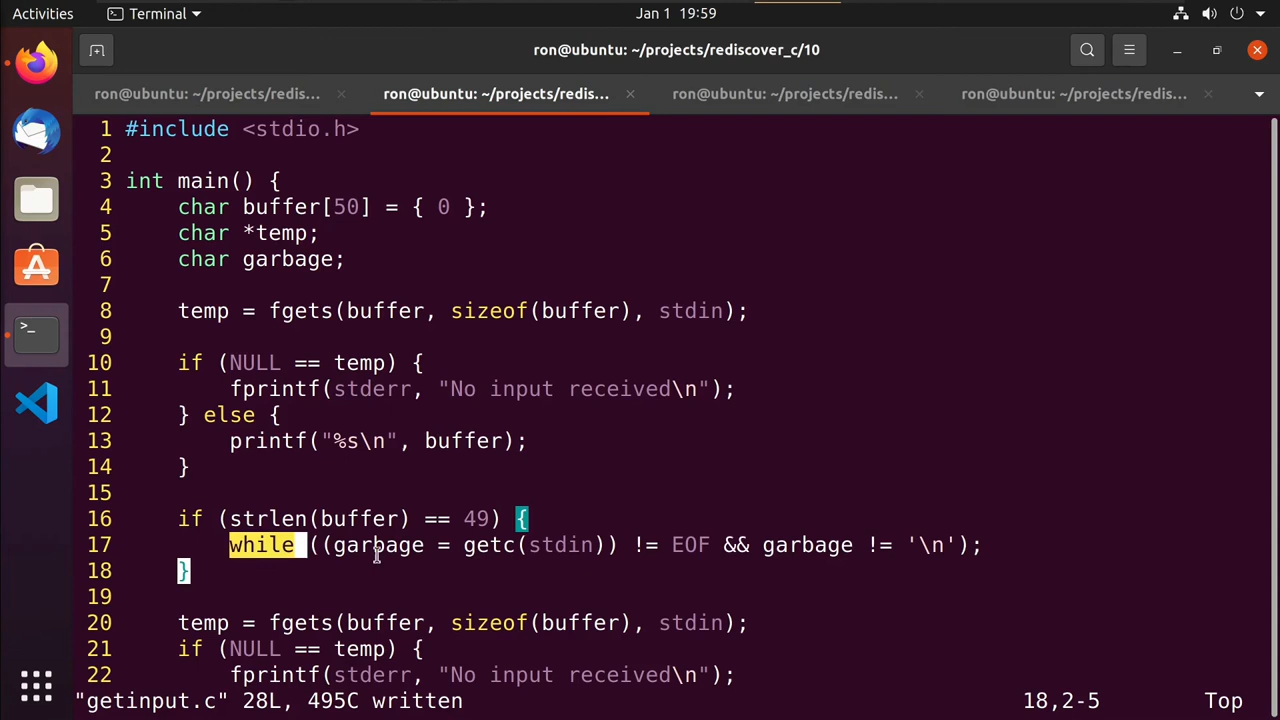 Activities
Terminal
Jan 1 19:59
ron@ubuntu: ~/projects/rediscover_c/10
ron@ubuntu: ~/projects/redis... ron@ubuntu: ~/projects/redis... ron@ubuntu: ~/projects/redis... ron@ubuntu: ~/projects/redis...
1 #include <stdio.h>
2
3 int main() {
4     char buffer[50] = { 0 };
5     char *temp;
6     char garbage;
7
8     temp = fgets(buffer, sizeof(buffer), stdin);
9
10     if (NULL == temp) {
11         fprintf(stderr, "No input received\n");
12     } else {
13         printf("%s\n", buffer);
14     }
15
16     if (strlen(buffer) == 49) {
17         while ((garbage = getc(stdin)) != EOF && garbage != '\n');
18     }
19
20     temp = fgets(buffer, sizeof(buffer), stdin);
21     if (NULL == temp) {
22         fprintf(stderr, "No input received\n");
"getinput.c" 28L, 495C written 18,2-5 Top